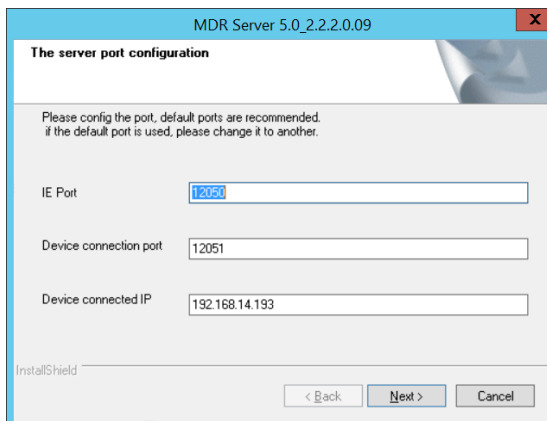 MDR Server 5.0_2.2.2.0.09
X
The server port configuration
Please config the port, default ports are recommended.
if the default port is used, please change it to another.
IE Port
12050
Device connection port
12051
Device connected IP
192.168.14.193
InstallShield
< Back
Next >
Cancel